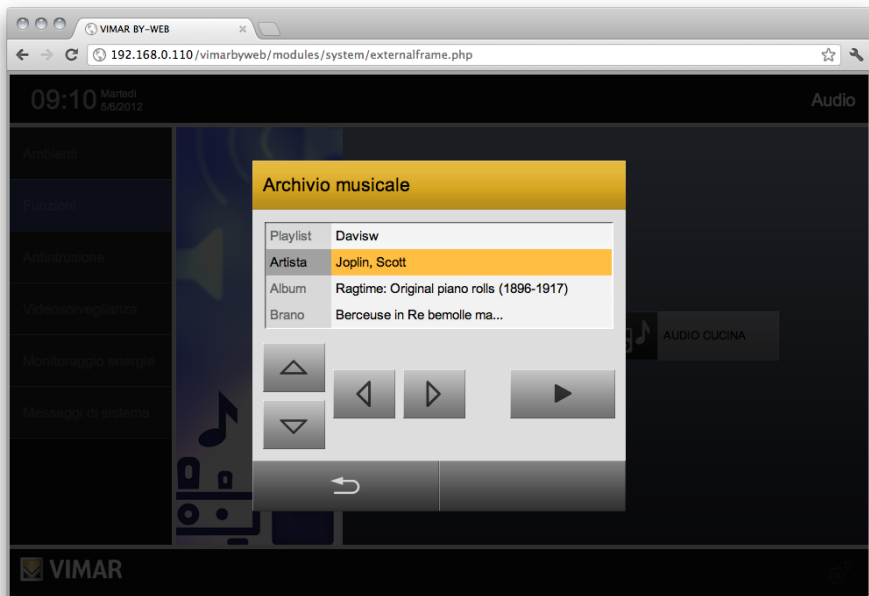 VIMAR BY-WEB
192.168.0.110/vimarbyweb/modules/system/externalframe.php
09:10 Martedì 5/6/2012
Audio
Ambienti
Funzioni
Antintrusione
Videosorveglianza
Monitoraggio energia
Messaggi di sistema
Archivio musicale
Playlist Davisw
Artista Joplin, Scott
Album Ragtime: Original piano rolls (1896-1917)
Brano Berceuse in Re bemolle ma...
AUDIO CUCINA
VIMAR